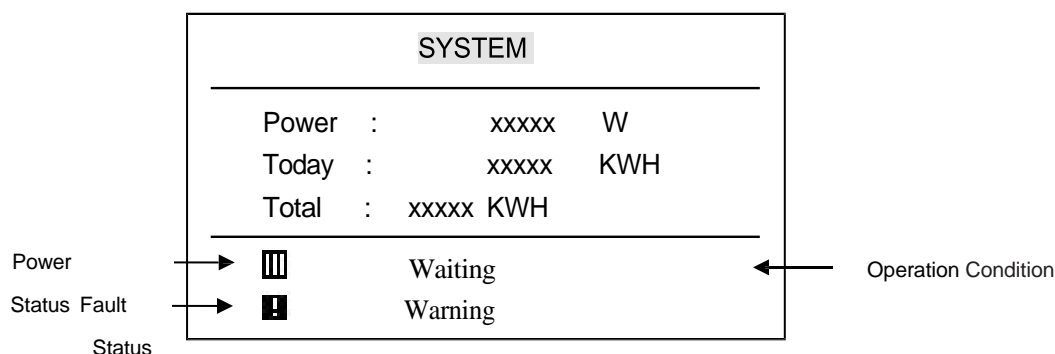 SYSTEM
Power : xxxxx W
Today : xxxxx KWH
Total : xxxxx KWH
Power
Waiting
Operation Condition
Status Fault
Warning
Status